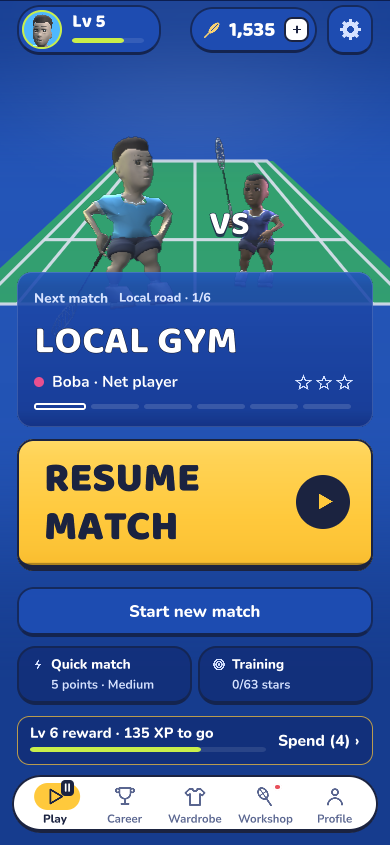 Lv 5
1,535 +
VS
Next match Local road · 1/6
LOCAL GYM
Boba · Net player
RESUME
MATCH
Start new match
Quick match
5 points · Medium
Training
0/63 stars
Lv 6 reward · 135 XP to go
Spend (4) ›
Play
Career
Wardrobe
Workshop
Profile